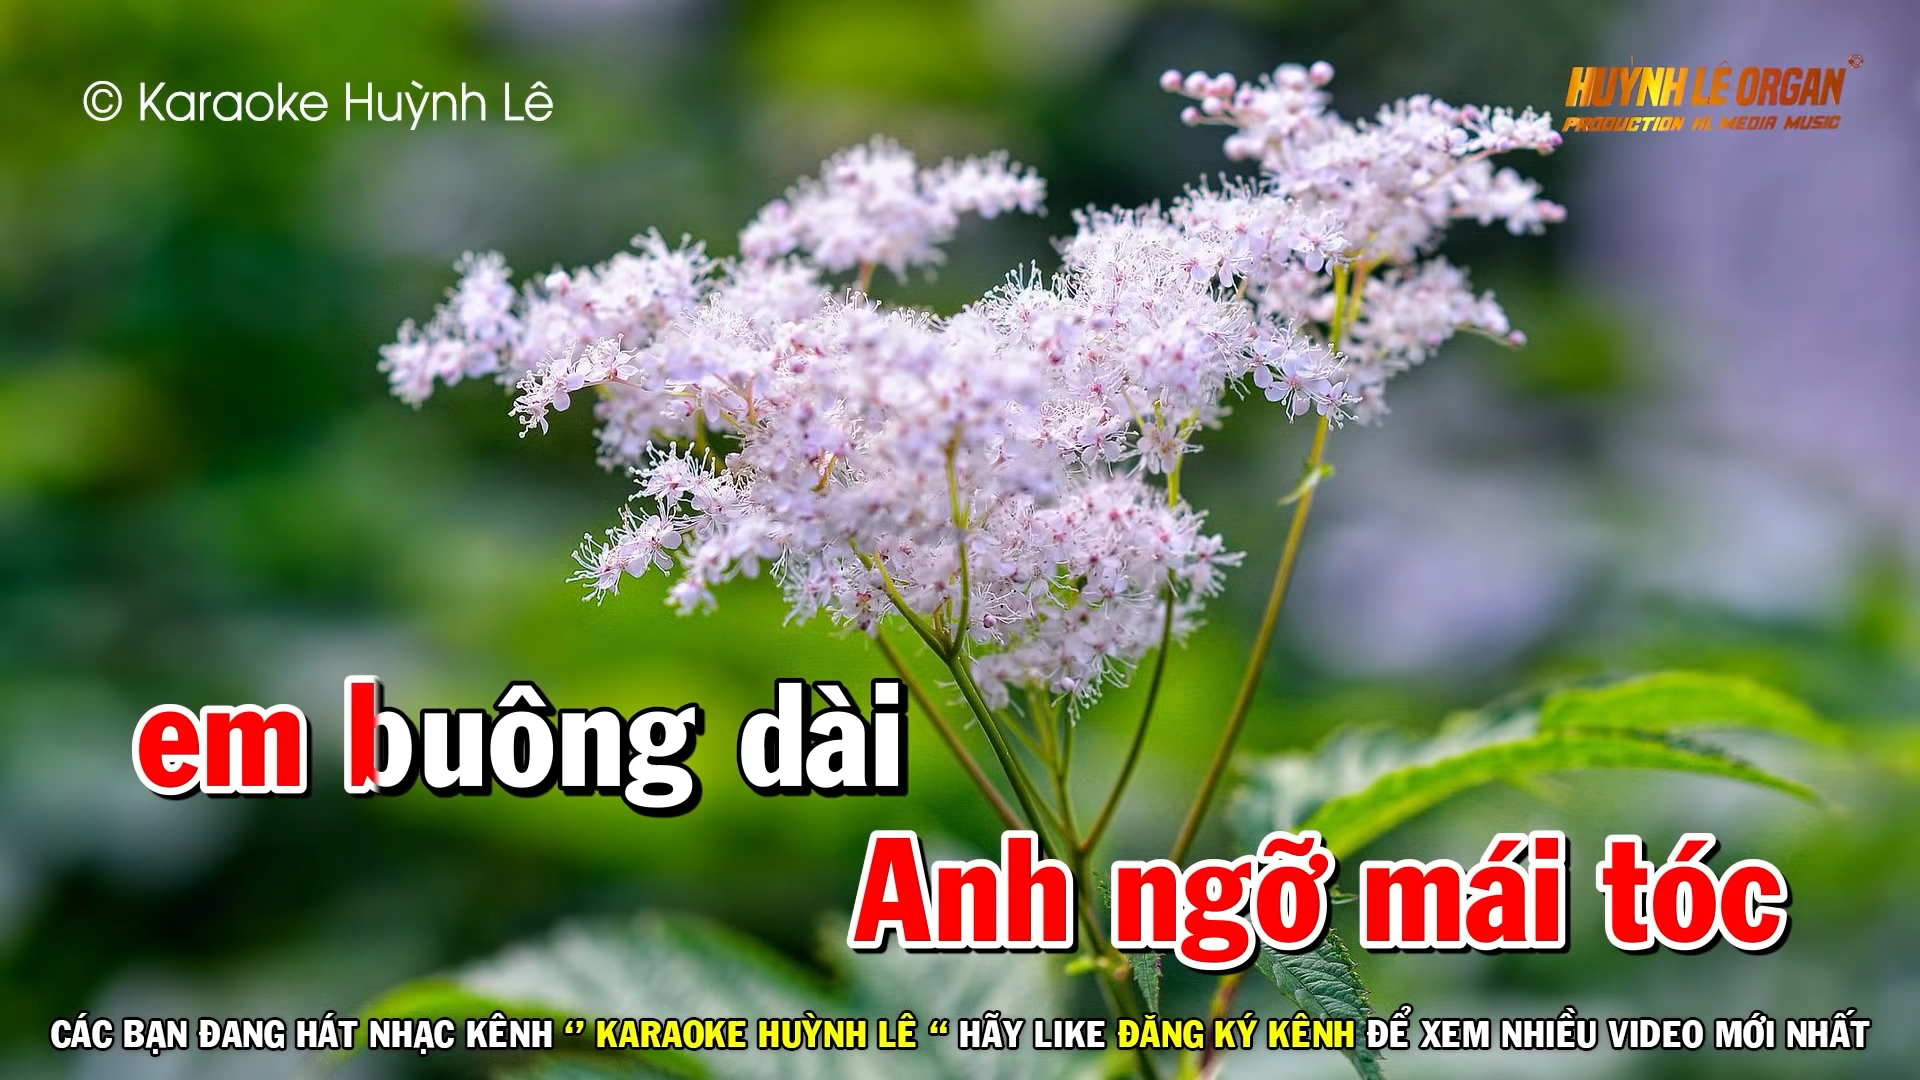 © Karaoke Huỳnh Lê
HUỲNH LÊ ORGAN
PRODUCTION HL MEDIA MUSIC
em buông dài
Anh ngỡ mái tóc
CÁC BẠN ĐANG HÁT NHẠC KÊNH ‘’ KARAOKE HUỲNH LÊ “ HÃY LIKE ĐĂNG KÝ KÊNH ĐỂ XEM NHIỀU VIDEO MỚI NHẤT